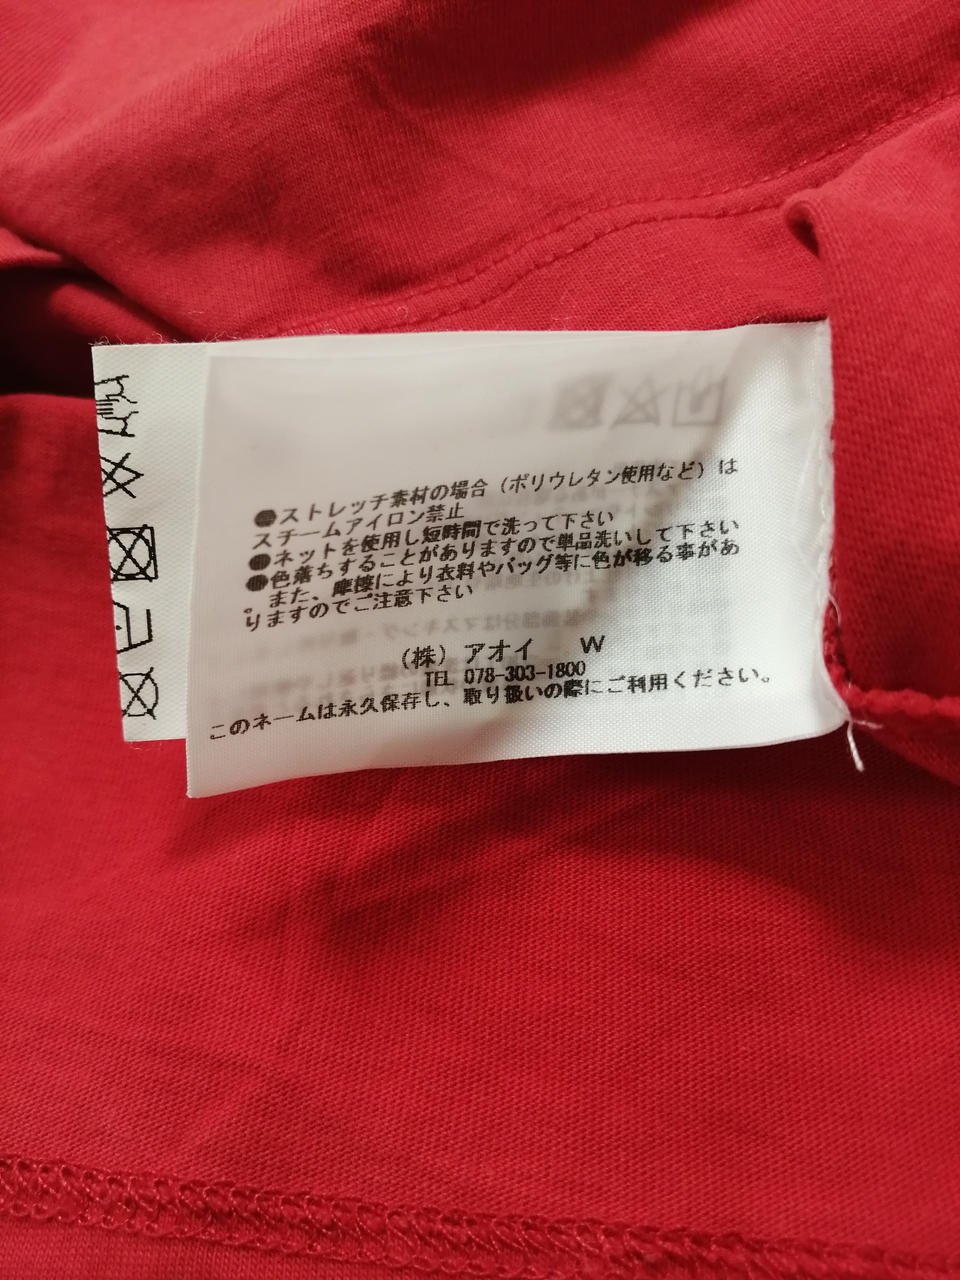 ●ストレッチ素材の場合(ポリウレタン使用など)は
スチームアイロン禁止
●ネットを使用し短時間で洗って下さい
●色落ちすることがありますので単品洗いして下さい
。また、摩擦により衣料やバッグ等に色が移る事があ
りますのでご注意下さい
(株)アオイ W
TEL 078-303-1800
このネームは永久保存し、取り扱いの際にご利用ください。